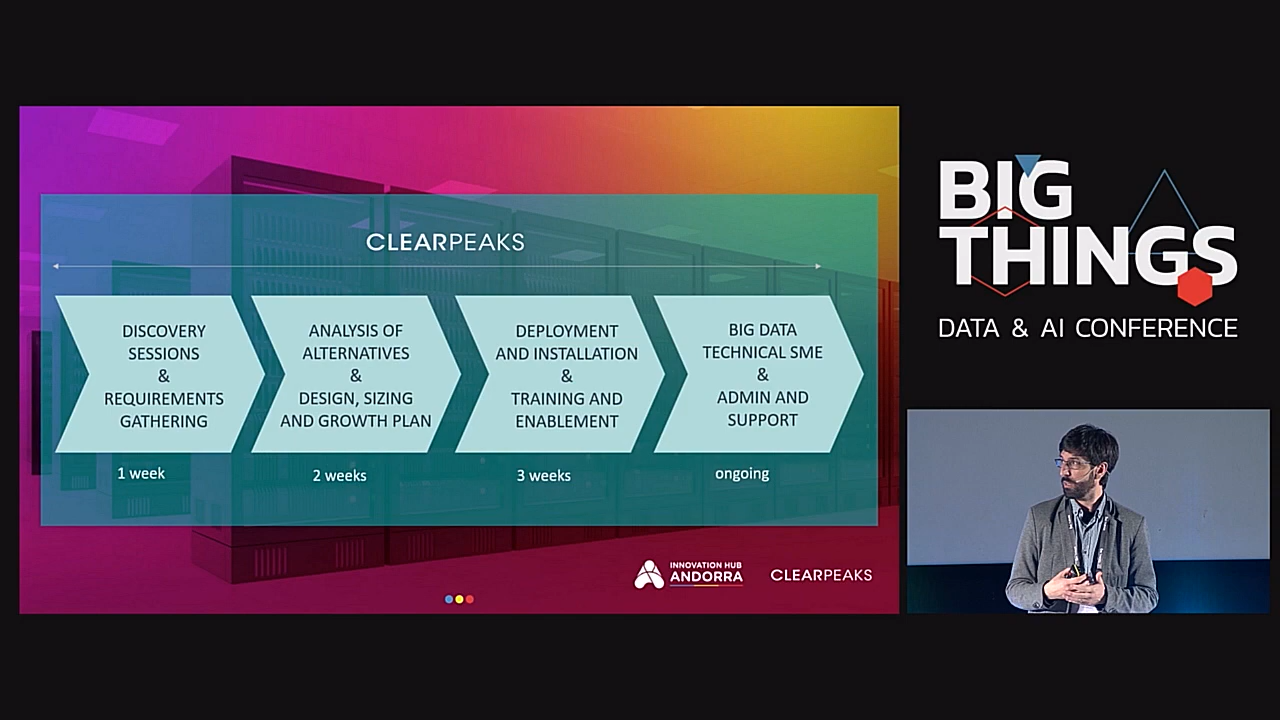 CLEARPEAKS
DISCOVERY
SESSIONS
&
REQUIREMENTS
GATHERING
1 week
ANALYSIS OF
ALTERNATIVES
&
DESIGN, SIZING
AND GROWTH PLAN
2 weeks
DEPLOYMENT
AND INSTALLATION
&
TRAINING AND
ENABLEMENT
3 weeks
BIG DATA
TECHNICAL SME
&
ADMIN AND
SUPPORT
ongoing
INNOVATION HUB
ANDORRA
CLEARPEAKS
BIG
THINGS
DATA & AI CONFERENCE